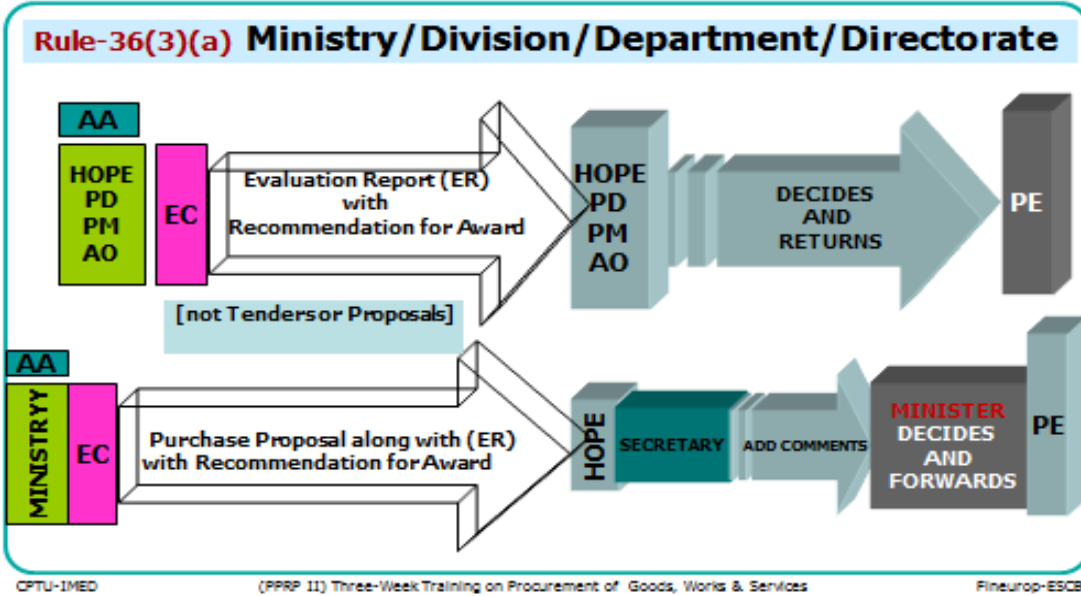 Rule-36(3)(a) Ministry/Division/Department/Directorate
AA
HOPE
PD
PM
AO
EC
Evaluation Report (ER)
with
Recommendation for Award
HOPE
PD
PM
AO
DECIDES
AND
RETURNS
PE
[not Tenders or Proposals]
AA
MINISTRYY
EC
Purchase Proposal along with (ER)
with Recommendation for Award
HOPE
SECRETARY
ADD COMMENTS
MINISTER
DECIDES
AND
FORWARDS
PE
CPTU-IMED
(PPRP II) Three-Week Training on Procurement of Goods, Works & Services
Fineurop-ESCB